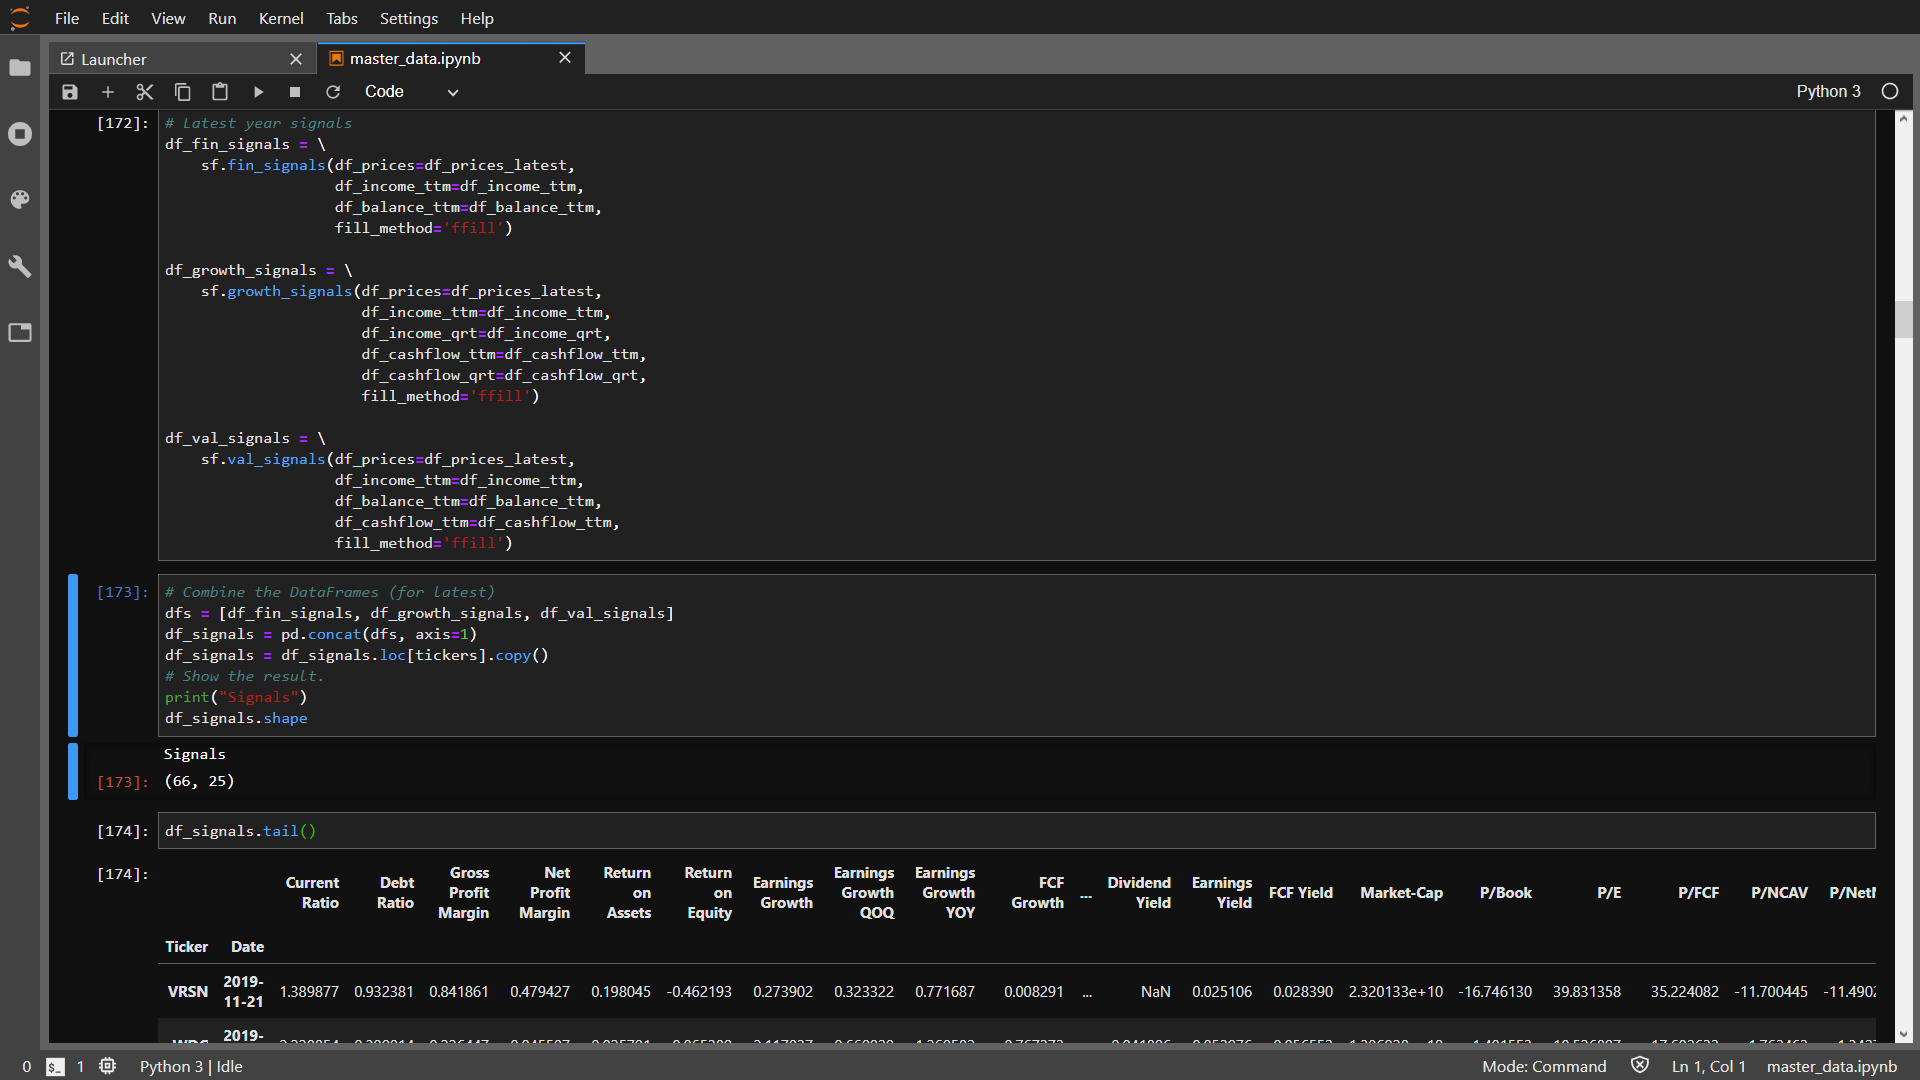 File Edit View Run Kernel Tabs Settings Help
Launcher
master_data.ipynb
Code
Python 3
[172]:
# Latest year signals
df_fin_signals = \
sf.fin_signals(df_prices=df_prices_latest,
df_income_ttm=df_income_ttm,
df_balance_ttm=df_balance_ttm,
fill_method='ffill')
df_growth_signals = \
sf.growth_signals(df_prices=df_prices_latest,
df_income_ttm=df_income_ttm,
df_income_qrt=df_income_qrt,
df_cashflow_ttm=df_cashflow_ttm,
df_cashflow_qrt=df_cashflow_qrt,
fill_method='ffill')
df_val_signals = \
sf.val_signals(df_prices=df_prices_latest,
df_income_ttm=df_income_ttm,
df_balance_ttm=df_balance_ttm,
df_cashflow_ttm=df_cashflow_ttm,
fill_method='ffill')
[173]:
# Combine the DataFrames (for latest)
dfs = [df_fin_signals, df_growth_signals, df_val_signals]
df_signals = pd.concat(dfs, axis=1)
df_signals = df_signals.loc[tickers].copy()
# Show the result.
print("Signals")
df_signals.shape
Signals
[173]: (66, 25)
[174]: df_signals.tail()
[174]:
Current Ratio Debt Ratio Gross Profit Margin Net Profit Margin Return on Assets Return on Equity Earnings Growth Earnings Growth QOQ Earnings Growth YOY FCF Growth ... Dividend Yield Earnings Yield FCF Yield Market-Cap P/Book P/E P/FCF P/NCAV
Ticker Date
VRSN 2019-11-21 1.389877 0.932381 0.841861 0.479427 0.198045 -0.462193 0.273902 0.323322 0.771687 0.008291 ... NaN 0.025106 0.028390 2.320133e+10 -16.746130 39.831358 35.224082 -11.700445
2019-
0 1 Python 3 | Idle
Mode: Command Ln 1, Col 1 master_data.ipynb